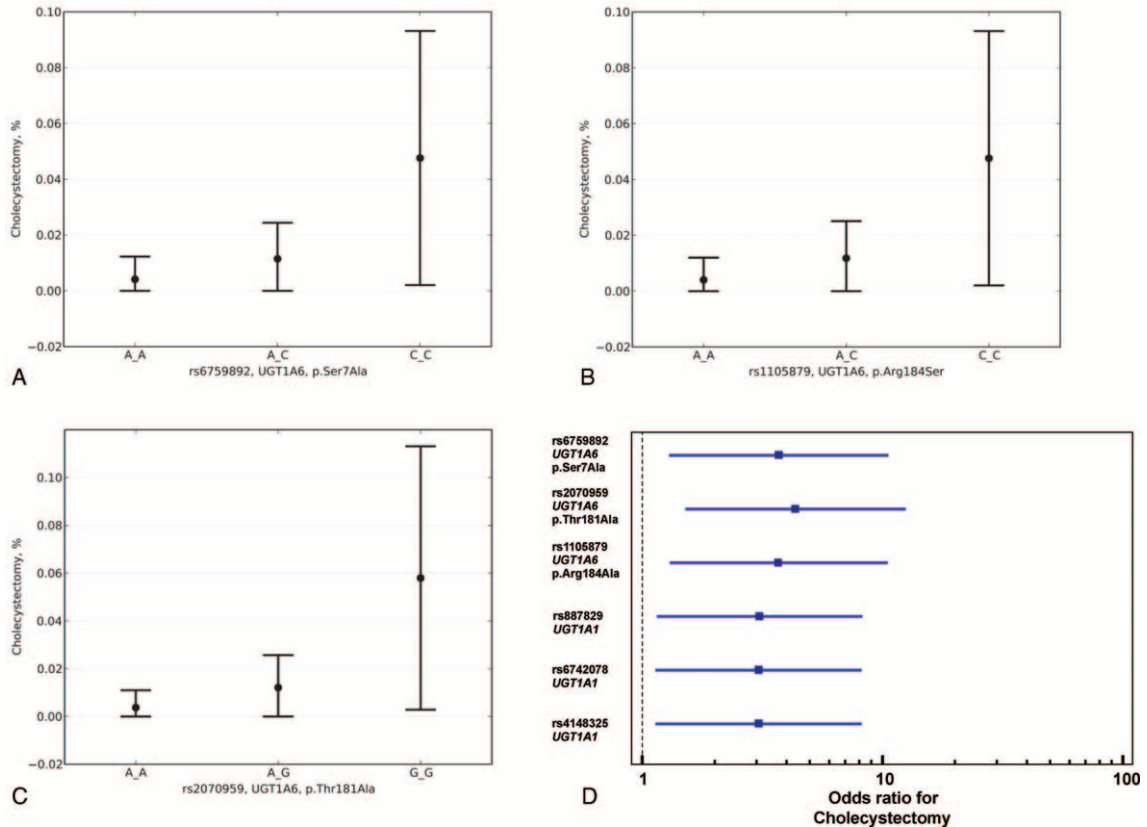 0.10
0.08
0.06
0.04
0.02
0.00
−0.02
Cholecystectomy, %
A_A A_C C_C
rs6759892, UGT1A6, p.Ser7Ala
A
0.10
0.08
0.06
0.04
0.02
0.00
−0.02
Cholecystectomy, %
A_A A_C C_C
rs1105879, UGT1A6, p.Arg184Ser
B
0.10
0.08
0.06
0.04
0.02
0.00
−0.02
Cholecystectomy, %
A_A A_G G_G
rs2070959, UGT1A6, p.Thr181Ala
C
rs6759892
UGT1A6
p.Ser7Ala
rs2070959
UGT1A6
p.Thr181Ala
rs1105879
UGT1A6
p.Arg184Ala
rs887829
UGT1A1
rs6742078
UGT1A1
rs4148325
UGT1A1
1 10 100
Odds ratio for
Cholecystectomy
D